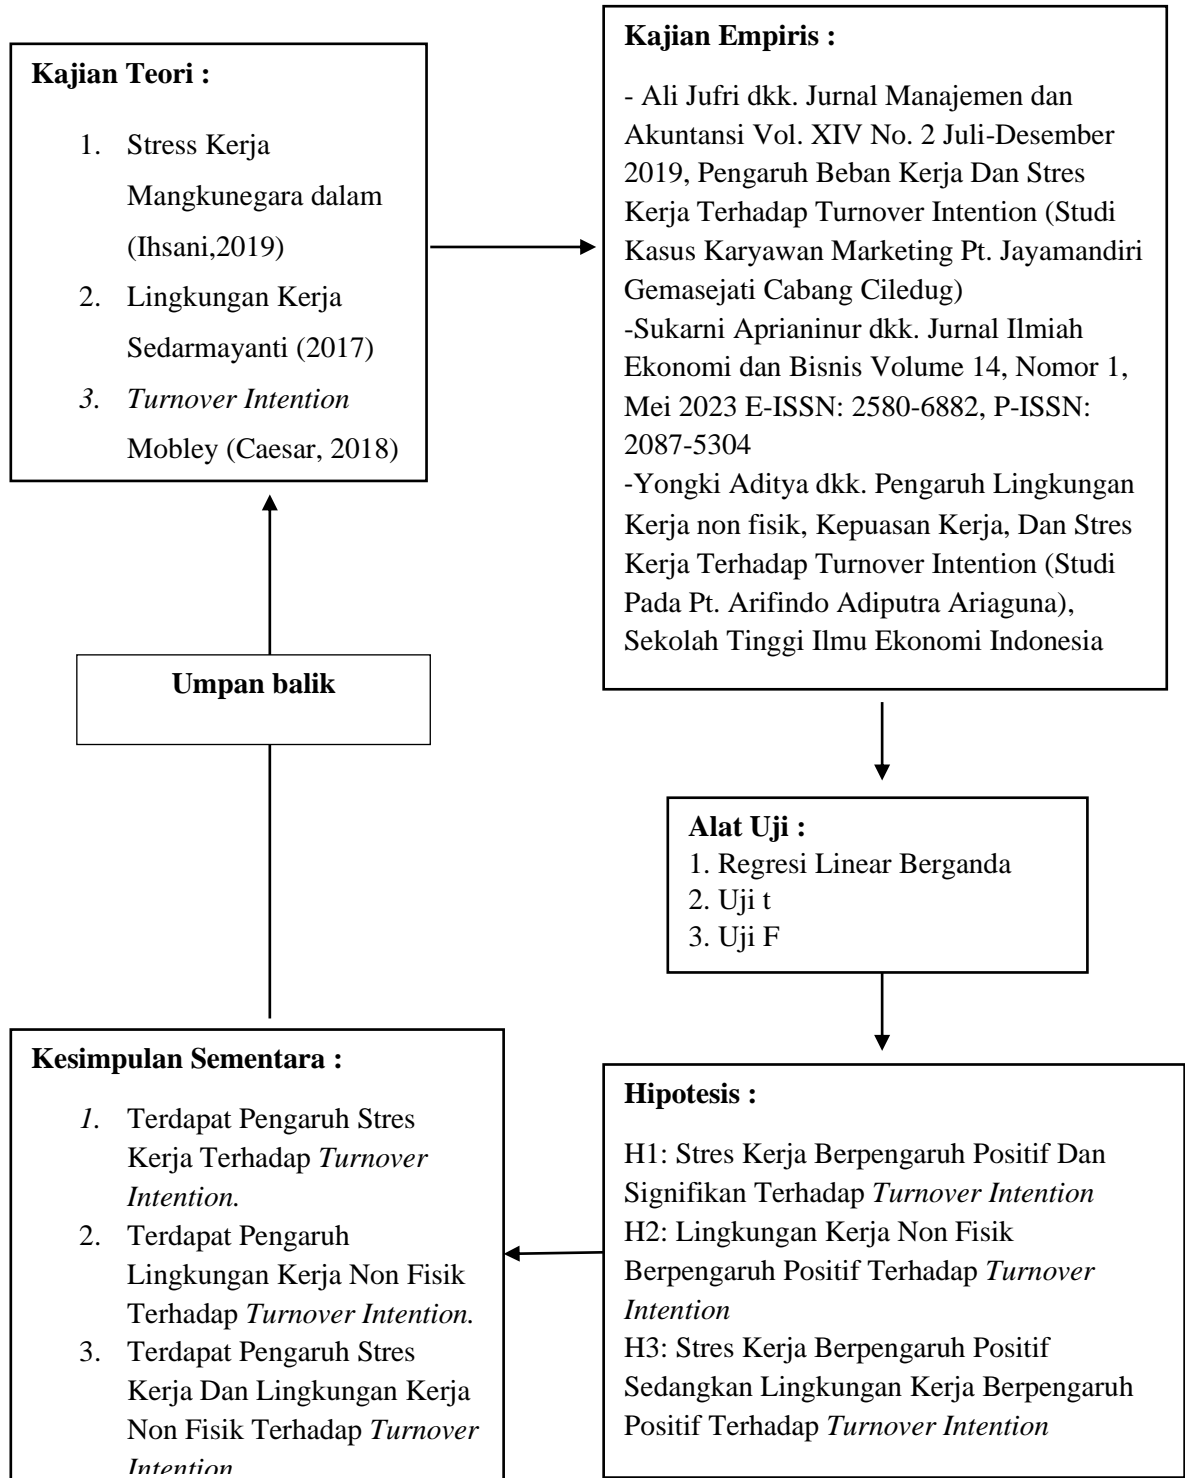 Kajian Teori :
1. Stress Kerja
Mangkunegara dalam
(Ihsani,2019)
2. Lingkungan Kerja
Sedarmayanti (2017)
3. Turnover Intention
Mobley (Caesar, 2018)
Kajian Empiris :
- Ali Jufri dkk. Jurnal Manajemen dan
Akuntansi Vol. XIV No. 2 Juli-Desember
2019, Pengaruh Beban Kerja Dan Stres
Kerja Terhadap Turnover Intention (Studi
Kasus Karyawan Marketing Pt. Jayamandiri
Gemasejati Cabang Ciledug)
-Sukarni Aprianinur dkk. Jurnal Ilmiah
Ekonomi dan Bisnis Volume 14, Nomor 1,
Mei 2023 E-ISSN: 2580-6882, P-ISSN:
2087-5304
-Yongki Aditya dkk. Pengaruh Lingkungan
Kerja non fisik, Kepuasan Kerja, Dan Stres
Kerja Terhadap Turnover Intention (Studi
Pada Pt. Arifindo Adiputra Ariaguna),
Sekolah Tinggi Ilmu Ekonomi Indonesia
Umpan balik
Alat Uji :
1. Regresi Linear Berganda
2. Uji t
3. Uji F
Hipotesis :
H1: Stres Kerja Berpengaruh Positif Dan
Signifikan Terhadap Turnover Intention
H2: Lingkungan Kerja Non Fisik
Berpengaruh Positif Terhadap Turnover
Intention
H3: Stres Kerja Berpengaruh Positif
Sedangkan Lingkungan Kerja Berpengaruh
Positif Terhadap Turnover Intention
Kesimpulan Sementara :
1. Terdapat Pengaruh Stres
Kerja Terhadap Turnover
Intention.
2. Terdapat Pengaruh
Lingkungan Kerja Non Fisik
Terhadap Turnover Intention.
3. Terdapat Pengaruh Stres
Kerja Dan Lingkungan Kerja
Non Fisik Terhadap Turnover
Intention